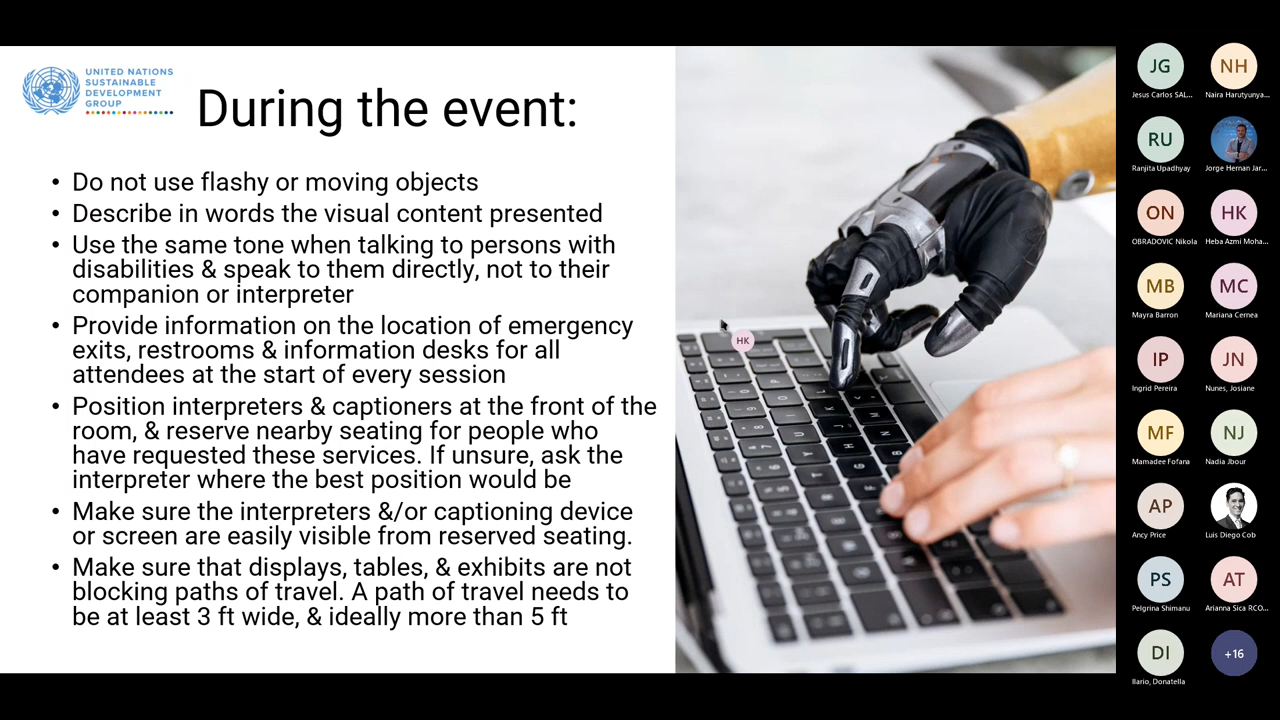 UNITED NATIONS
SUSTAINABLE
DEVELOPMENT
GROUP
During the event:
• Do not use flashy or moving objects
• Describe in words the visual content presented
• Use the same tone when talking to persons with
disabilities & speak to them directly, not to their
companion or interpreter
• Provide information on the location of emergency
exits, restrooms & information desks for all
attendees at the start of every session
• Position interpreters & captioners at the front of the
room, & reserve nearby seating for people who
have requested these services. If unsure, ask the
interpreter where the best position would be
• Make sure the interpreters &/or captioning device
or screen are easily visible from reserved seating.
• Make sure that displays, tables, & exhibits are not
blocking paths of travel. A path of travel needs to
be at least 3 ft wide, & ideally more than 5 ft
HK
JG NH
Jesus Carlos SAL... Naira Harutyunya...
RU
Ranjita Upadhyay Jorge Hernan Jar...
ON HK
OBRADOVIC Nikola Heba Azmi Moha...
MB MC
Mayra Barron Mariana Cernea
IP JN
Ingrid Pereira Nunes, Josiane
MF NJ
Mamadee Fofana Nadia Jbour
AP
Ancy Price Luis Diego Cob
PS AT
Pelgrina Shimanu Arianna Sica RCO...
DI +16
Ilario, Donatella